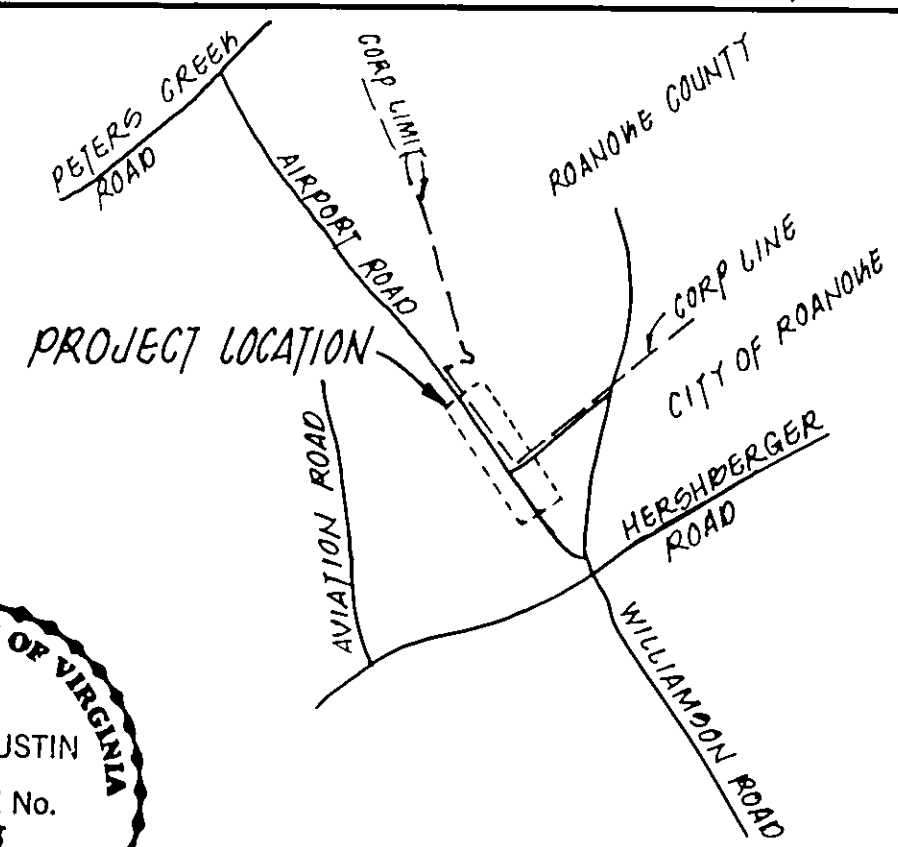 PETERS CREEK
ROAD
CORP LIMIT
ROANOKE COUNTY
AIRPORT ROAD
CORP LINE
CITY OF ROANOKE
PROJECT LOCATION
AVIATION ROAD
HERSHBERGER
ROAD
WILLIAMSON ROAD
OF VIRGINIA
USTIN
No.